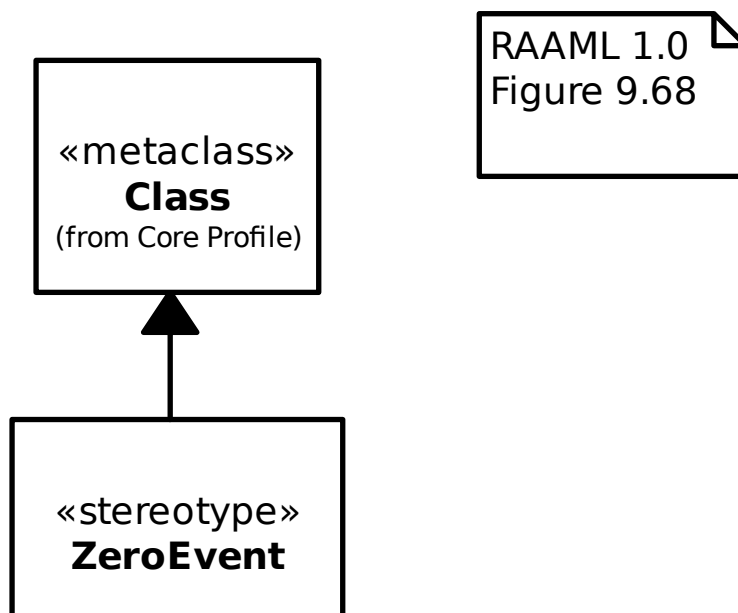 RAAML 1.0
Figure 9.68
«metaclass»
Class
(from Core Profile)
«stereotype»
ZeroEvent